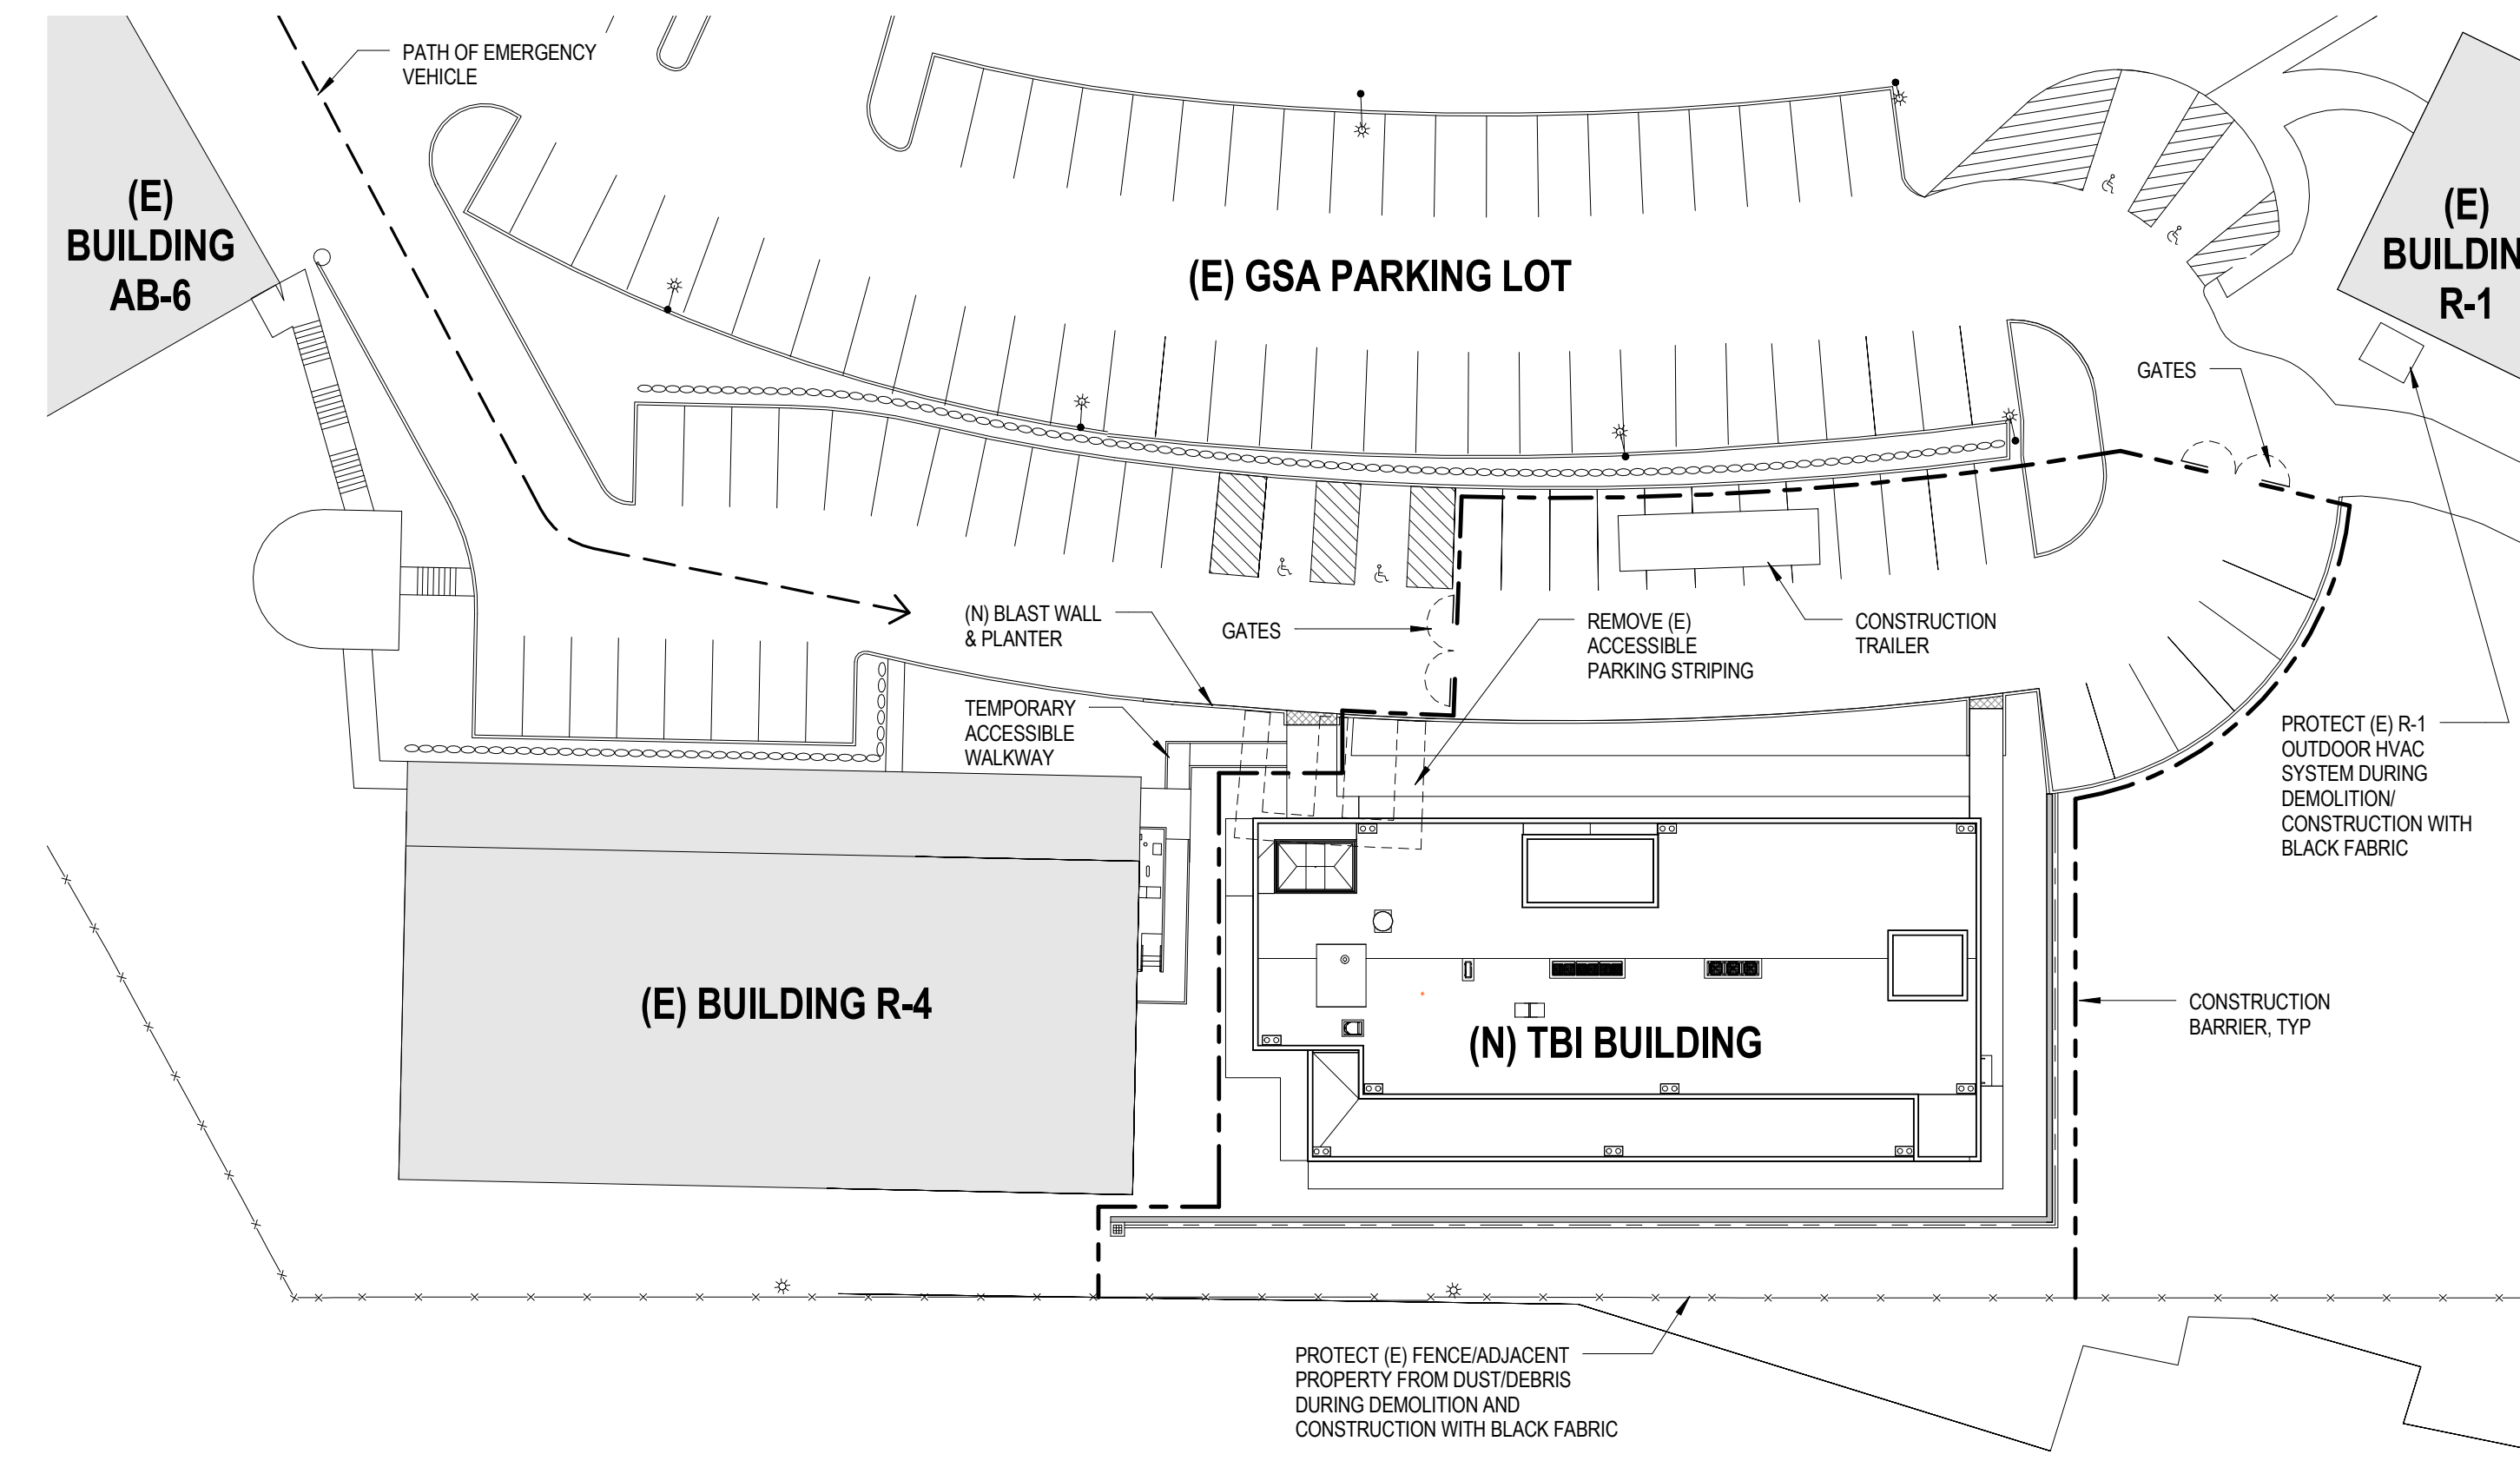 PATH OF EMERGENCY
VEHICLE
(E)
BUILDING
AB-6
(E) GSA PARKING LOT
(E)
BUILDIN
R-1
GATES
(N) BLAST WALL
& PLANTER
GATES
REMOVE (E)
ACCESSIBLE
PARKING STRIPING
CONSTRUCTION
TRAILER
TEMPORARY
ACCESSIBLE
WALKWAY
PROTECT (E) R-1
OUTDOOR HVAC
SYSTEM DURING
DEMOLITION/
CONSTRUCTION WITH
BLACK FABRIC
(E) BUILDING R-4
(N) TBI BUILDING
CONSTRUCTION
BARRIER, TYP
PROTECT (E) FENCE/ADJACENT
PROPERTY FROM DUST/DEBRIS
DURING DEMOLITION AND
CONSTRUCTION WITH BLACK FABRIC